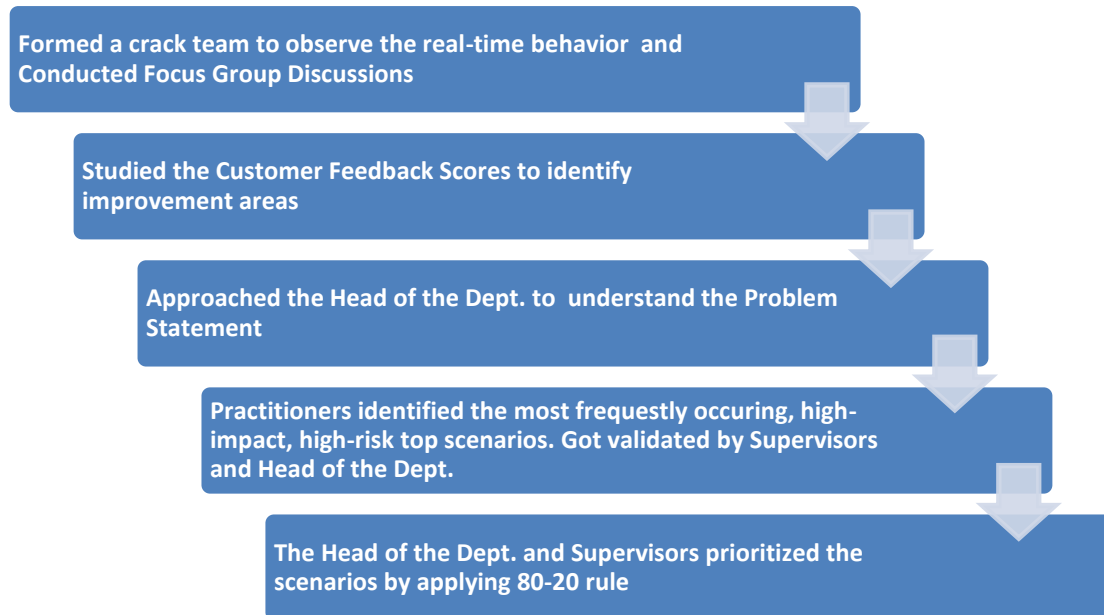 Formed a crack team to observe the real-time behavior and
Conducted Focus Group Discussions
Studied the Customer Feedback Scores to identify
improvement areas
Approached the Head of the Dept. to understand the Problem
Statement
Practitioners identified the most frequestly occuring, high-
impact, high-risk top scenarios. Got validated by Supervisors
and Head of the Dept.
The Head of the Dept. and Supervisors prioritized the
scenarios by applying 80-20 rule